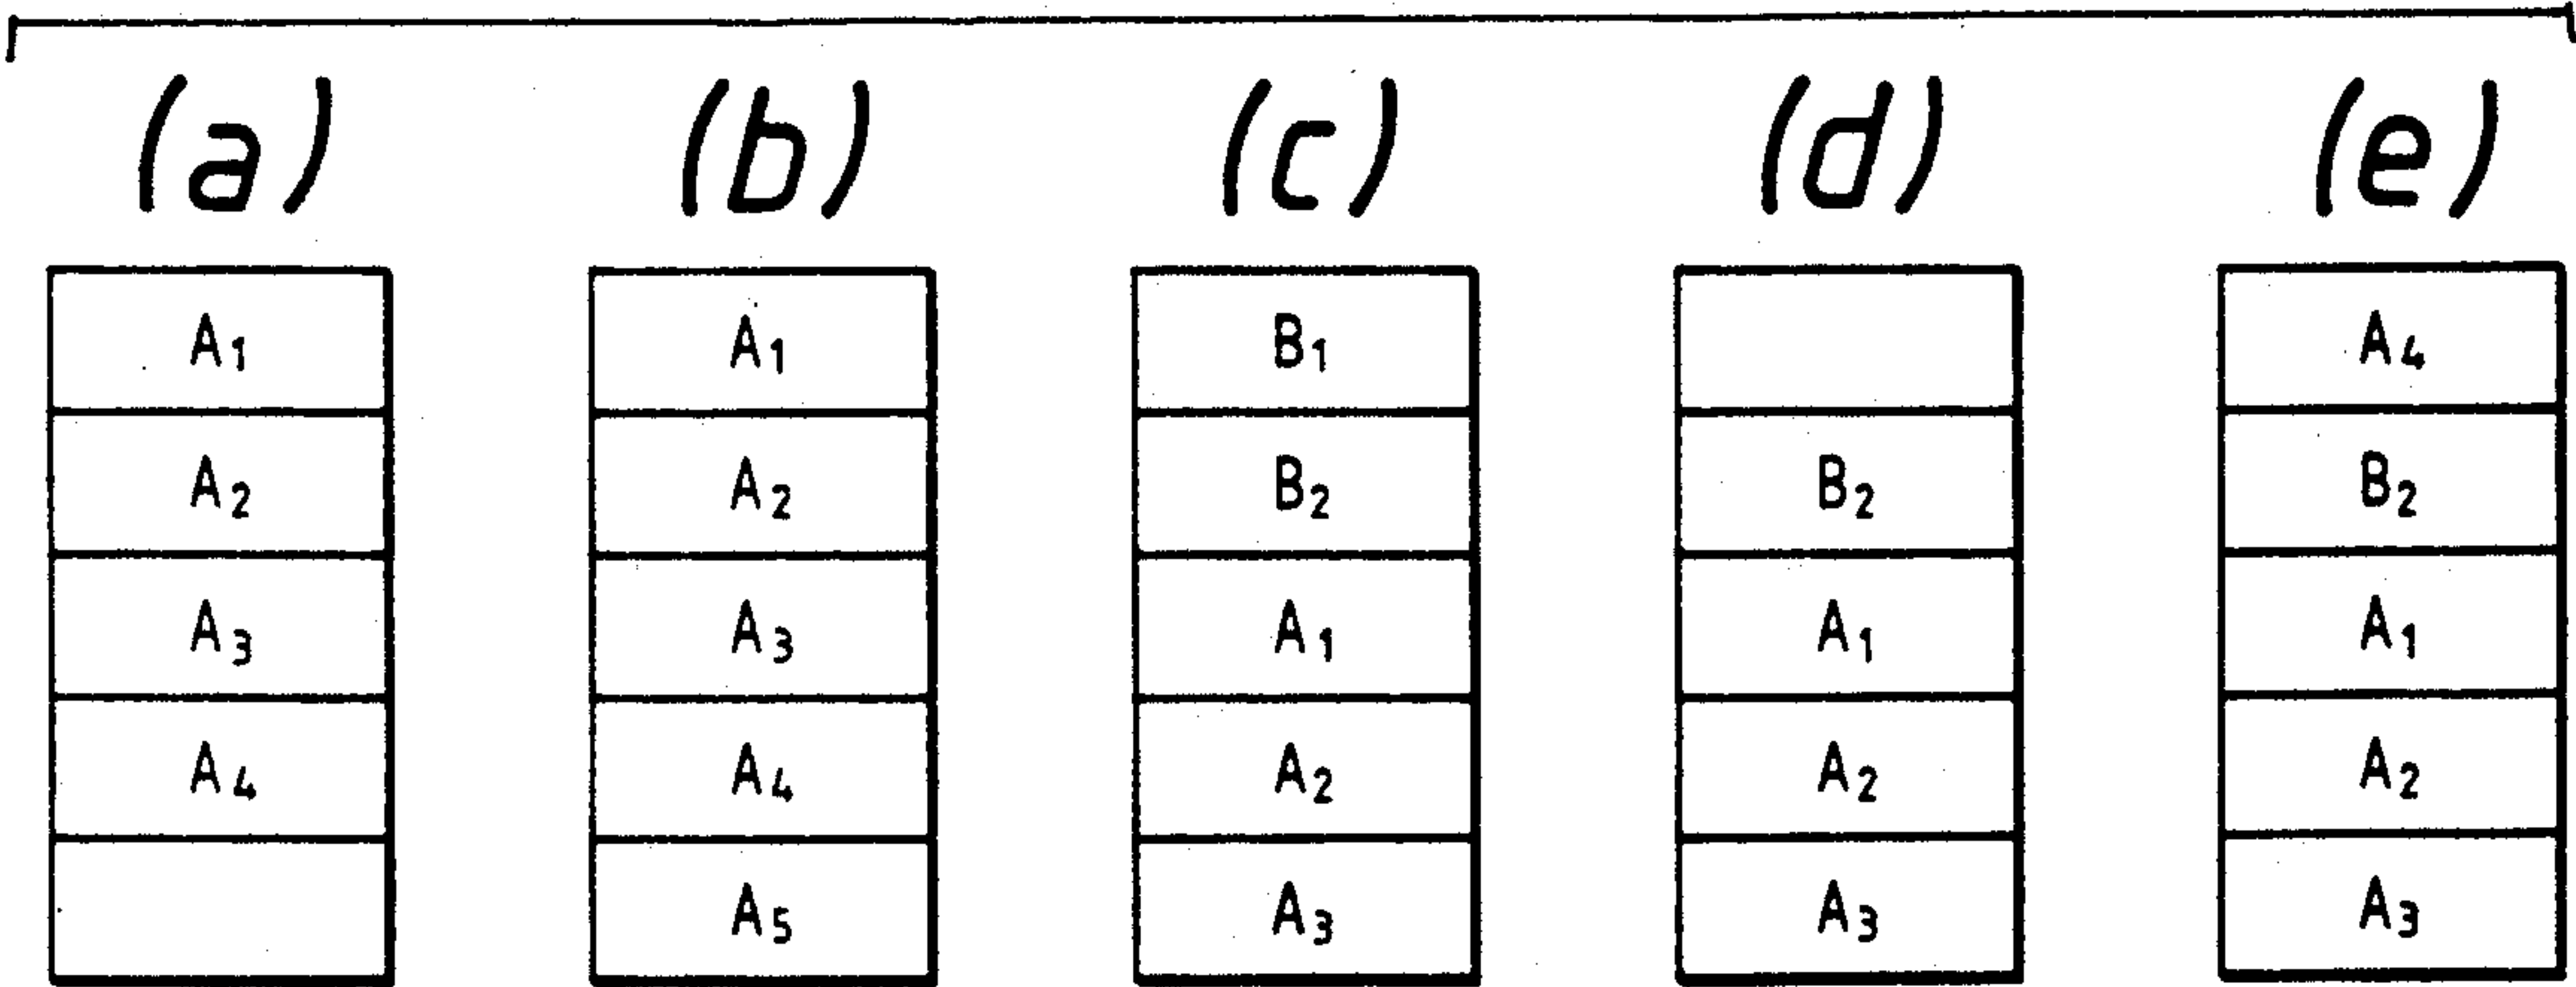 (a) (b) (c) (d) (e)
A1 A1 B1 A4
A2 A2 B2 B2 B2
A3 A3 A1 A1 A1
A4 A4 A2 A2 A2
A5 A3 A3 A3